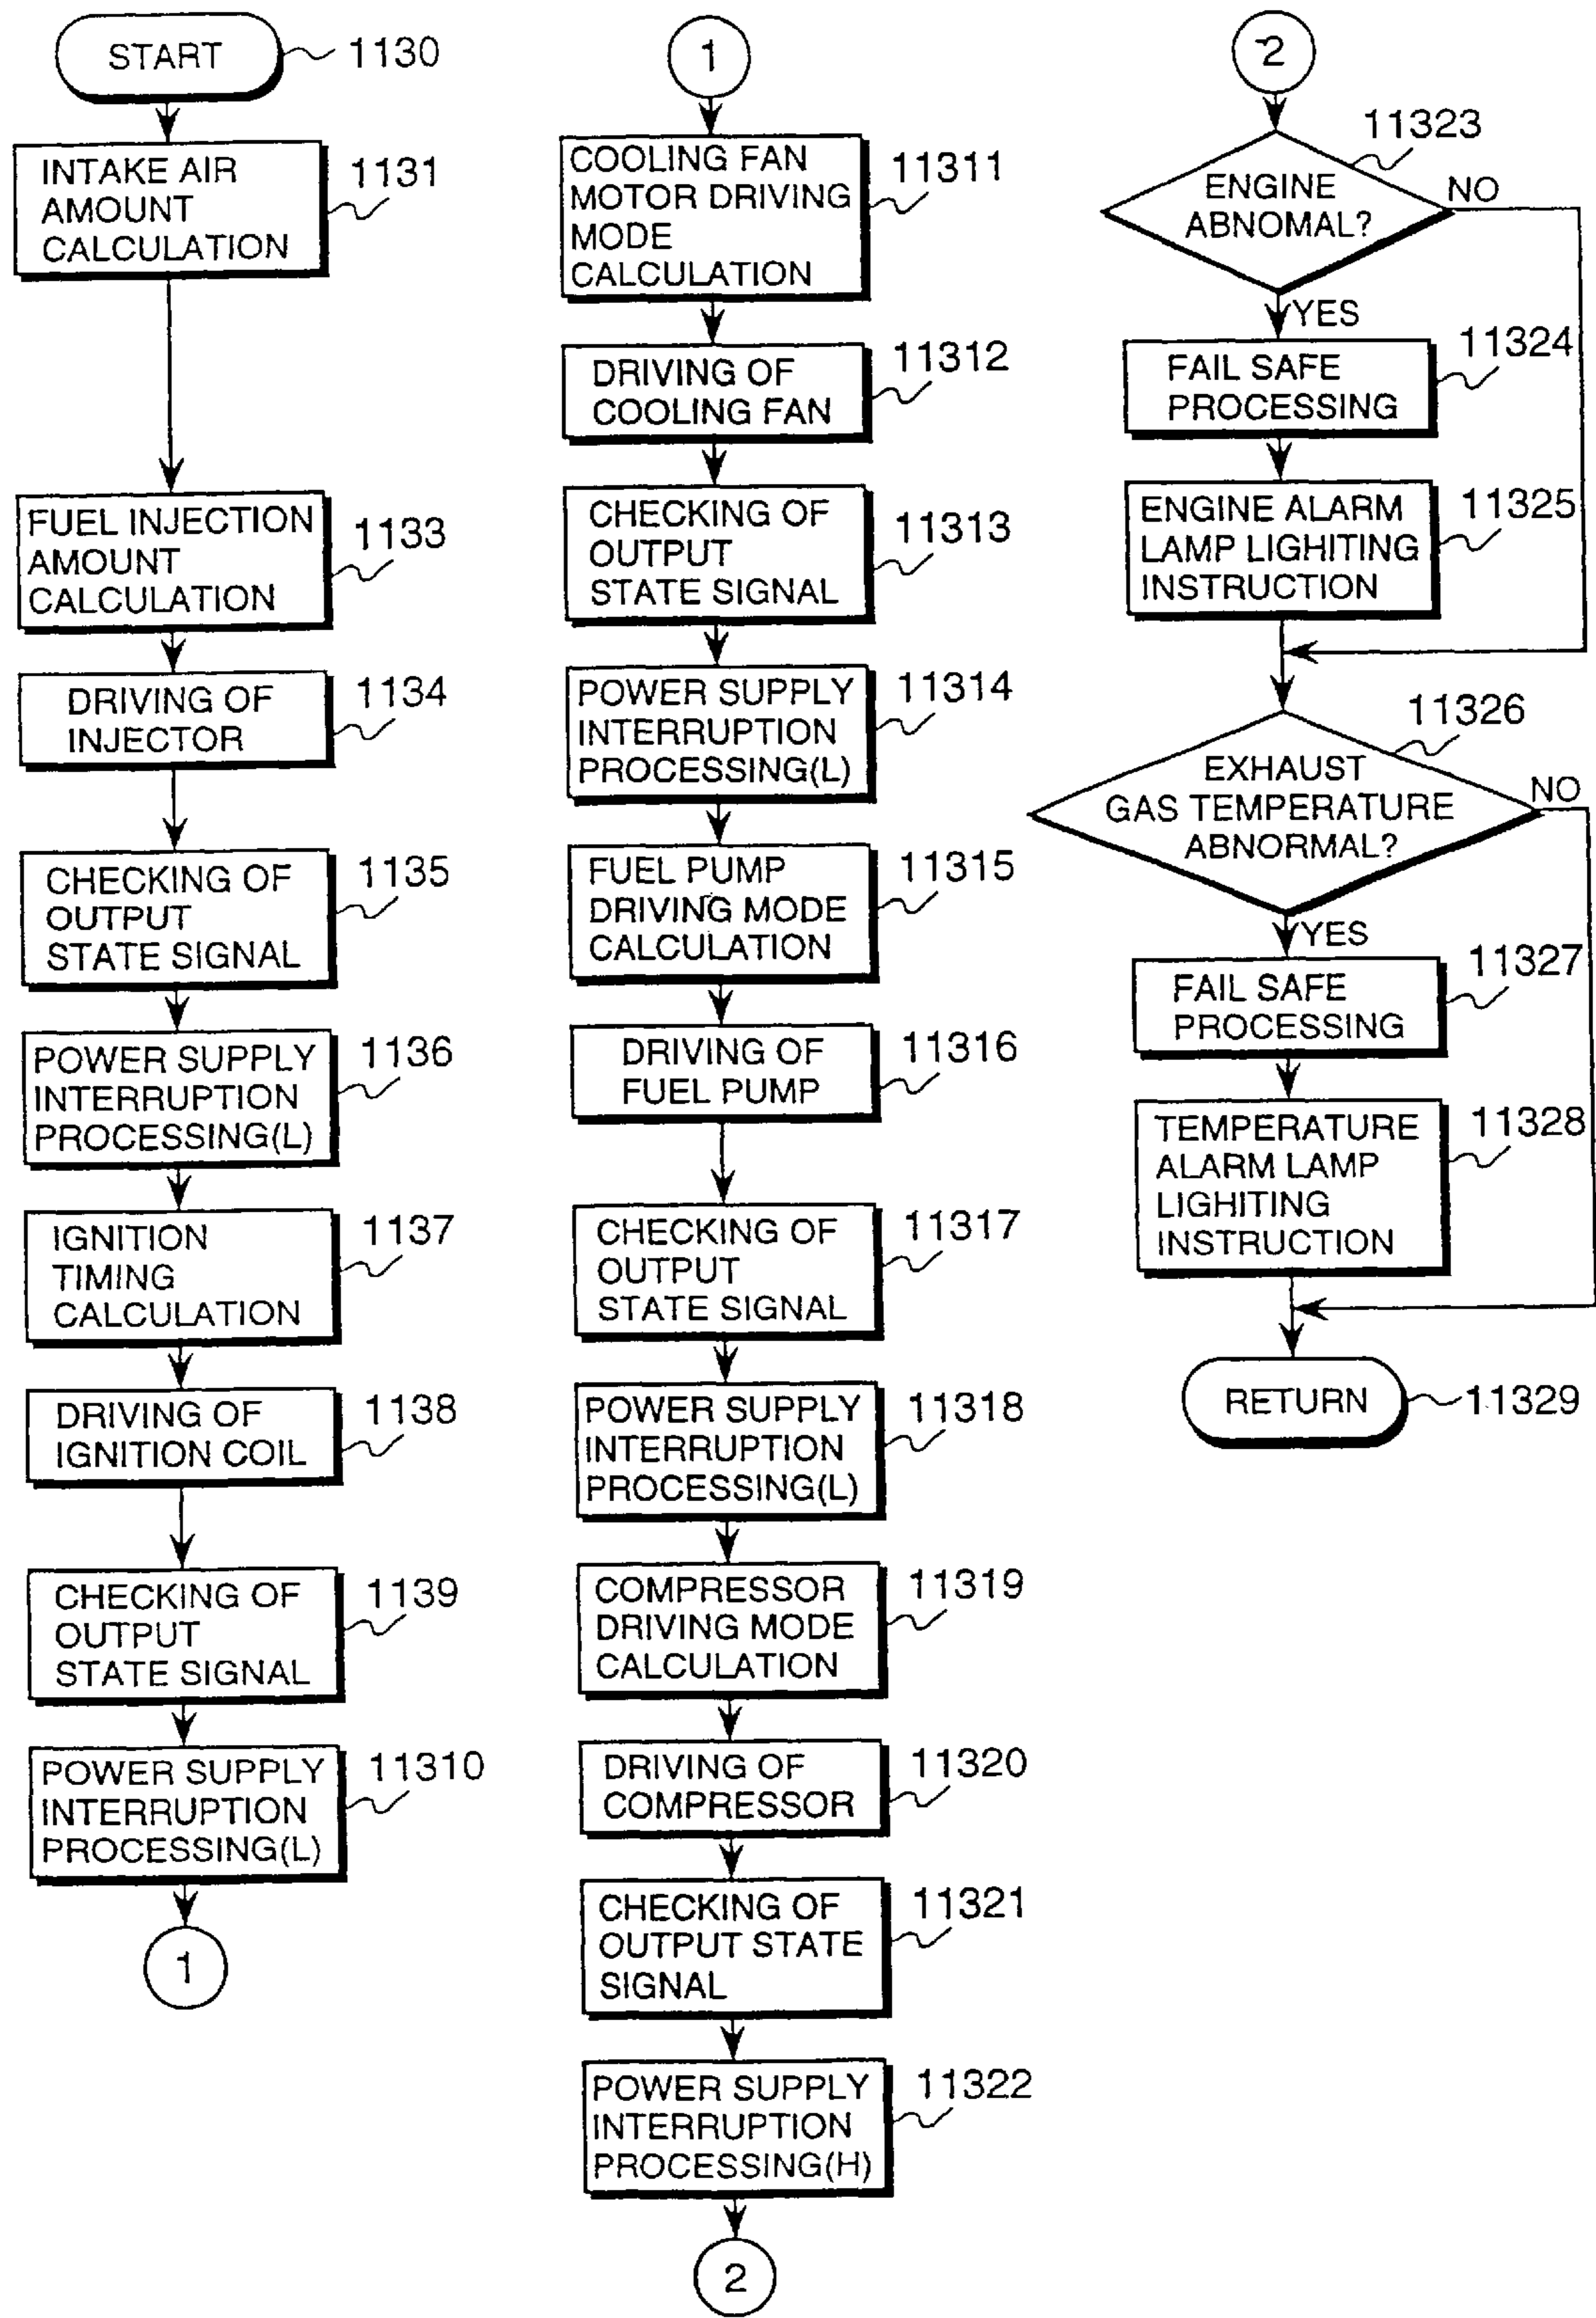 START
1130
INTAKE AIR
AMOUNT
CALCULATION
1131
FUEL INJECTION
AMOUNT
CALCULATION
1133
DRIVING OF
INJECTOR
1134
CHECKING OF
OUTPUT
STATE SIGNAL
1135
POWER SUPPLY
INTERRUPTION
PROCESSING(L)
1136
IGNITION
TIMING
CALCULATION
1137
DRIVING OF
IGNITION COIL
1138
CHECKING OF
OUTPUT
STATE SIGNAL
1139
POWER SUPPLY
INTERRUPTION
PROCESSING(L)
11310
1
1
COOLING FAN
MOTOR DRIVING
MODE
CALCULATION
11311
DRIVING OF
COOLING FAN
11312
CHECKING OF
OUTPUT
STATE SIGNAL
11313
POWER SUPPLY
INTERRUPTION
PROCESSING(L)
11314
FUEL PUMP
DRIVING MODE
CALCULATION
11315
DRIVING OF
FUEL PUMP
11316
CHECKING OF
OUTPUT
STATE SIGNAL
11317
POWER SUPPLY
INTERRUPTION
PROCESSING(L)
11318
COMPRESSOR
DRIVING MODE
CALCULATION
11319
DRIVING OF
COMPRESSOR
11320
CHECKING OF
OUTPUT STATE
SIGNAL
11321
POWER SUPPLY
INTERRUPTION
PROCESSING(H)
11322
2
2
11323
ENGINE
ABNOMAL?
NO
YES
FAIL SAFE
PROCESSING
11324
ENGINE ALARM
LAMP LIGHITING
INSTRUCTION
11325
11326
EXHAUST
GAS TEMPERATURE
ABNORMAL?
NO
YES
FAIL SAFE
PROCESSING
11327
TEMPERATURE
ALARM LAMP
LIGHITING
INSTRUCTION
11328
RETURN
11329